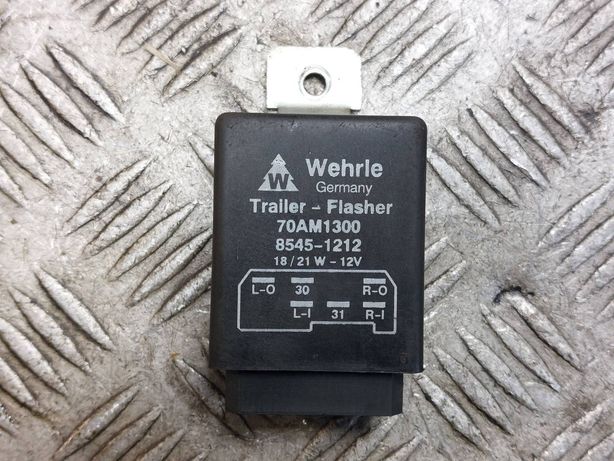 W Wehrle
Germany
Trailer - Flasher
70AM1300
8545-1212
18/21 W - 12V
L-O 30 R-O
L-I 31 R-I